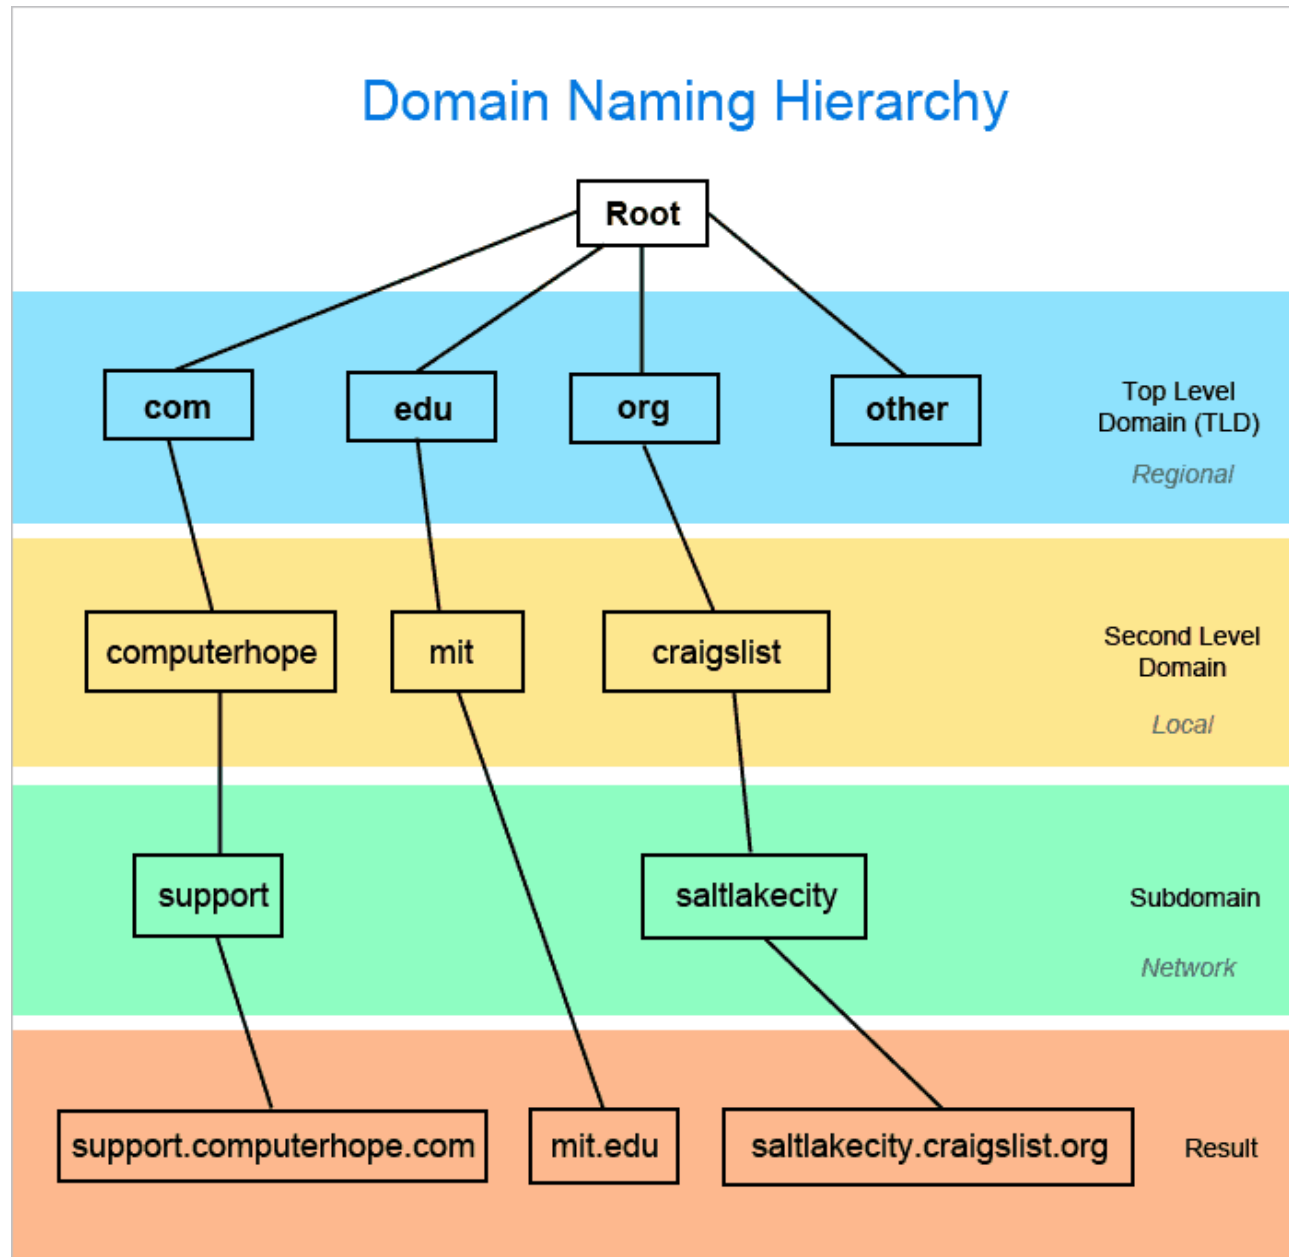 Domain Naming Hierarchy
Root
com
edu
org
other
Top Level
Domain (TLD)
Regional
computerhope
mit
craigslist
Second Level
Domain
Local
support
saltlakecity
Subdomain
Network
support.computerhope.com
mit.edu
saltlakecity.craigslist.org
Result